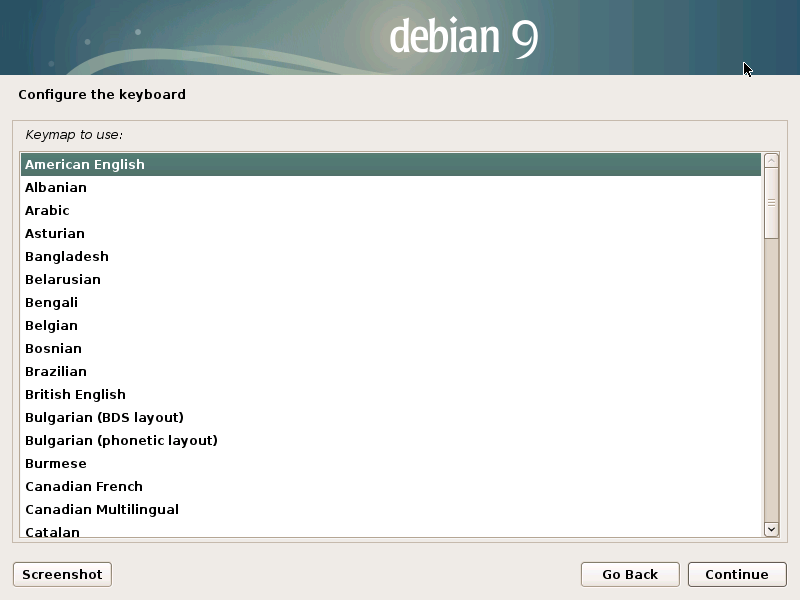 debian 9
Configure the keyboard
Keymap to use:
American English
Albanian
Arabic
Asturian
Bangladesh
Belarusian
Bengali
Belgian
Bosnian
Brazilian
British English
Bulgarian (BDS layout)
Bulgarian (phonetic layout)
Burmese
Canadian French
Canadian Multilingual
Catalan
Screenshot
Go Back
Continue